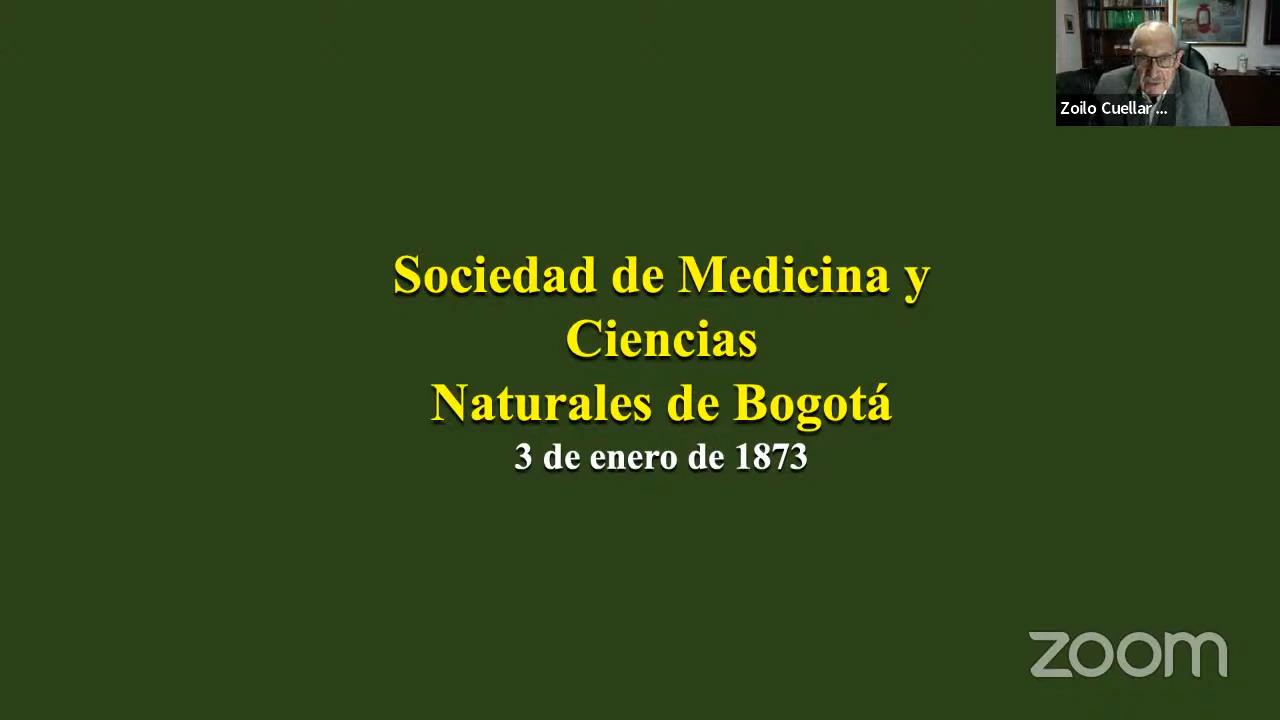 Zoilo Cuellar ...
Sociedad de Medicina y
Ciencias
Naturales de Bogotá
3 de enero de 1873
zoom